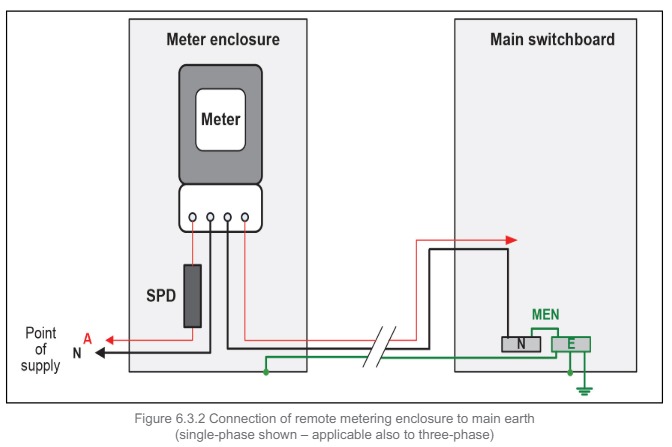 Meter enclosure
Main switchboard
Meter
SPD
Point
of
supply
A
N
MEN
N
E
Figure 6.3.2 Connection of remote metering enclosure to main earth
(single-phase shown – applicable also to three-phase)